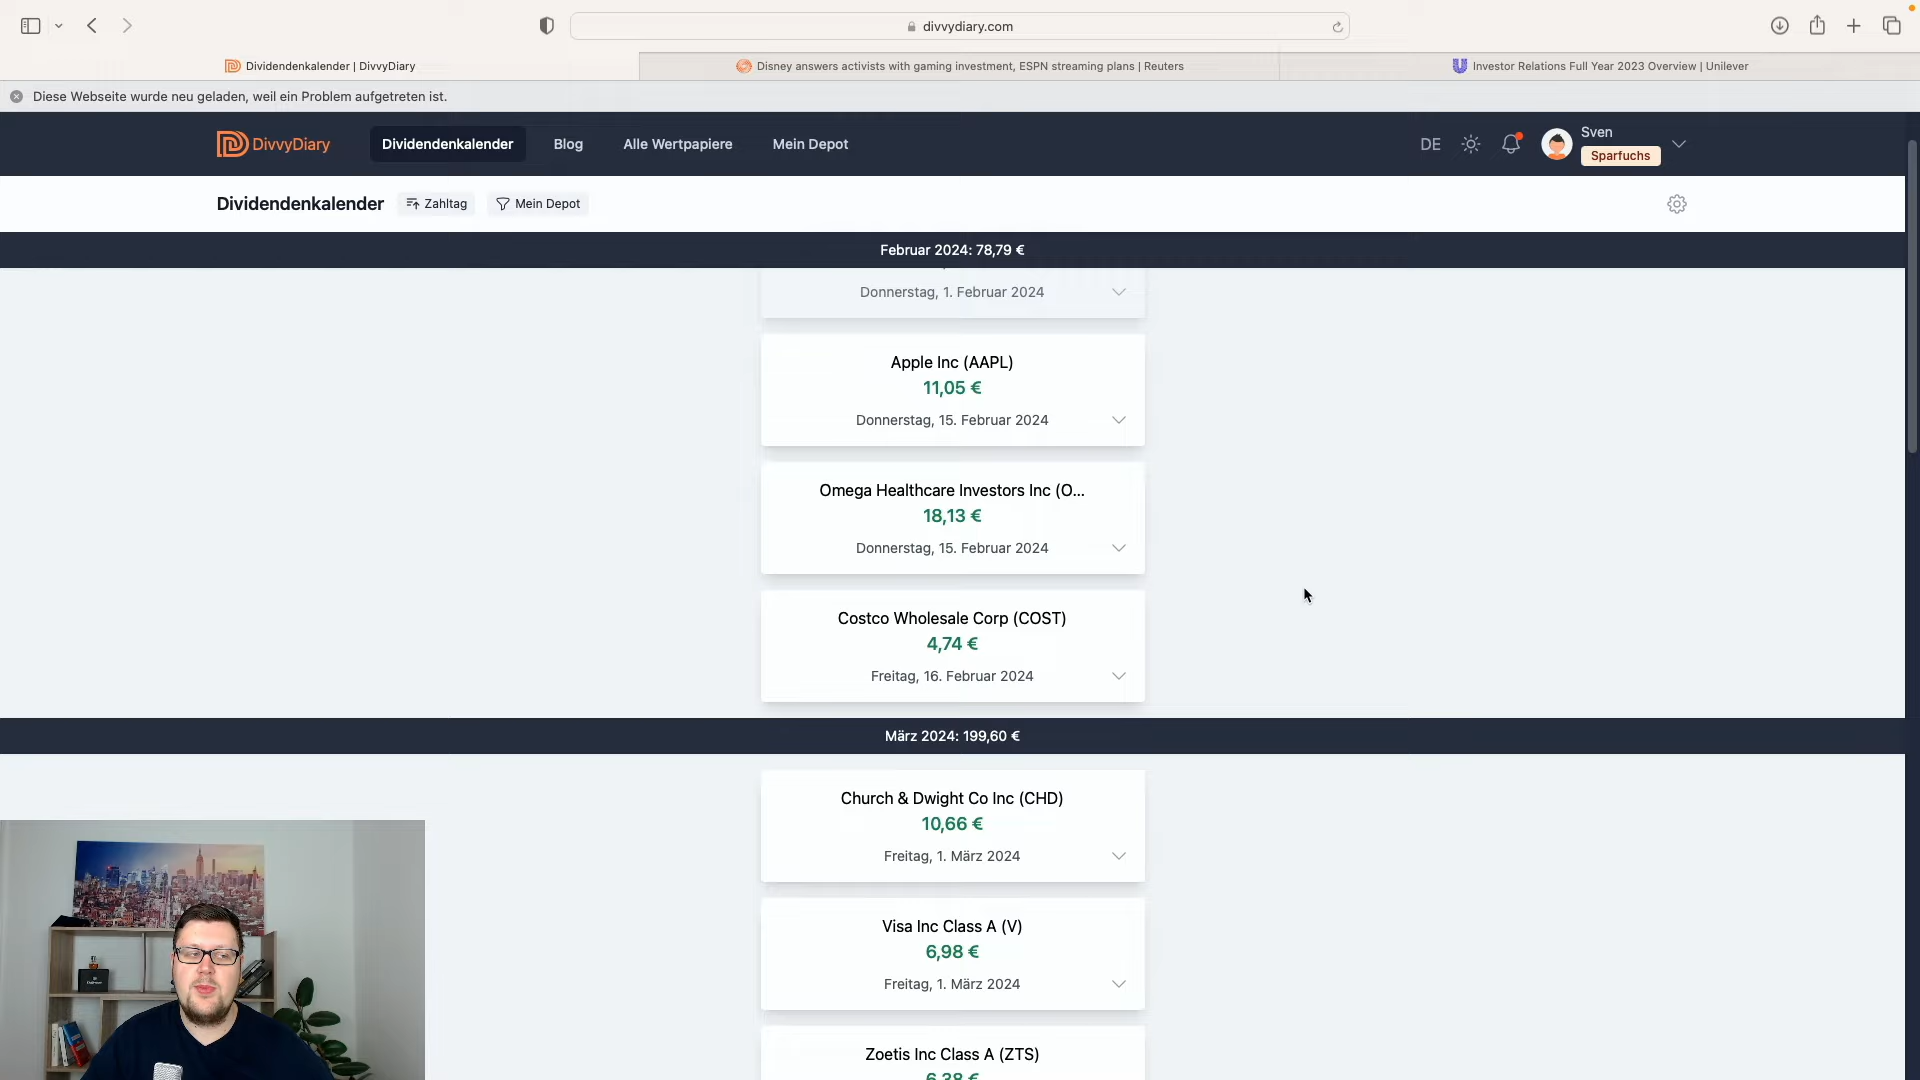 divvydiary.com
Dividendenkalender | DivvyDiary
Disney answers activists with gaming investment, ESPN streaming plans | Reuters
Investor Relations Full Year 2023 Overview | Unilever
Diese Webseite wurde neu geladen, weil ein Problem aufgetreten ist.
DivvyDiary
Dividendenkalender
Blog
Alle Wertpapiere
Mein Depot
DE
Sven
Sparfuchs
Dividendenkalender
Zahltag
Mein Depot
Februar 2024: 78,79 €
Donnerstag, 1. Februar 2024
Apple Inc (AAPL)
11,05 €
Donnerstag, 15. Februar 2024
Omega Healthcare Investors Inc (O...
18,13 €
Donnerstag, 15. Februar 2024
Costco Wholesale Corp (COST)
4,74 €
Freitag, 16. Februar 2024
März 2024: 199,60 €
Church & Dwight Co Inc (CHD)
10,66 €
Freitag, 1. März 2024
Visa Inc Class A (V)
6,98 €
Freitag, 1. März 2024
Zoetis Inc Class A (ZTS)
6,38 €